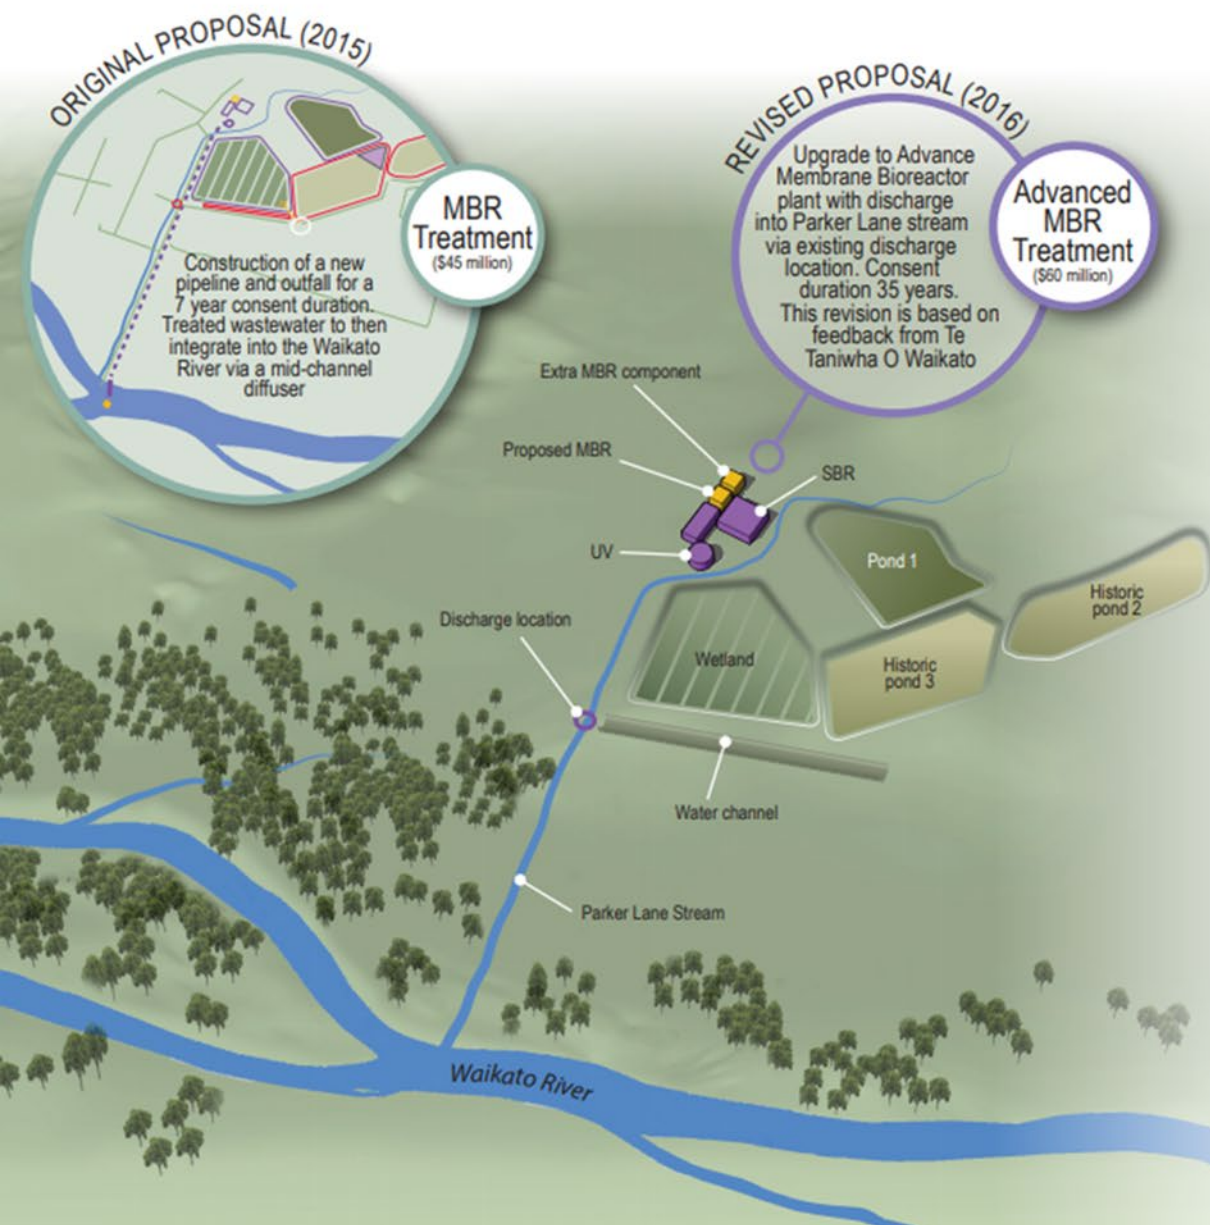 ORIGINAL PROPOSAL (2015)
MBR
Treatment
($45 million)
Construction of a new
pipeline and outfall for a
7 year consent duration.
Treated wastewater to then
integrate into the Waikato
River via a mid-channel
diffuser
REVISED PROPOSAL (2016)
Upgrade to Advance
Membrane Bioreactor
plant with discharge
into Parker Lane stream
via existing discharge
location. Consent
duration 35 years.
This revision is based on
feedback from Te
Taniwha O Waikato
Advanced
MBR
Treatment
($60 million)
Extra MBR component
Proposed MBR
SBR
UV
Pond 1
Historic
pond 2
Discharge location
Wetland
Historic
pond 3
Water channel
Parker Lane Stream
Waikato River